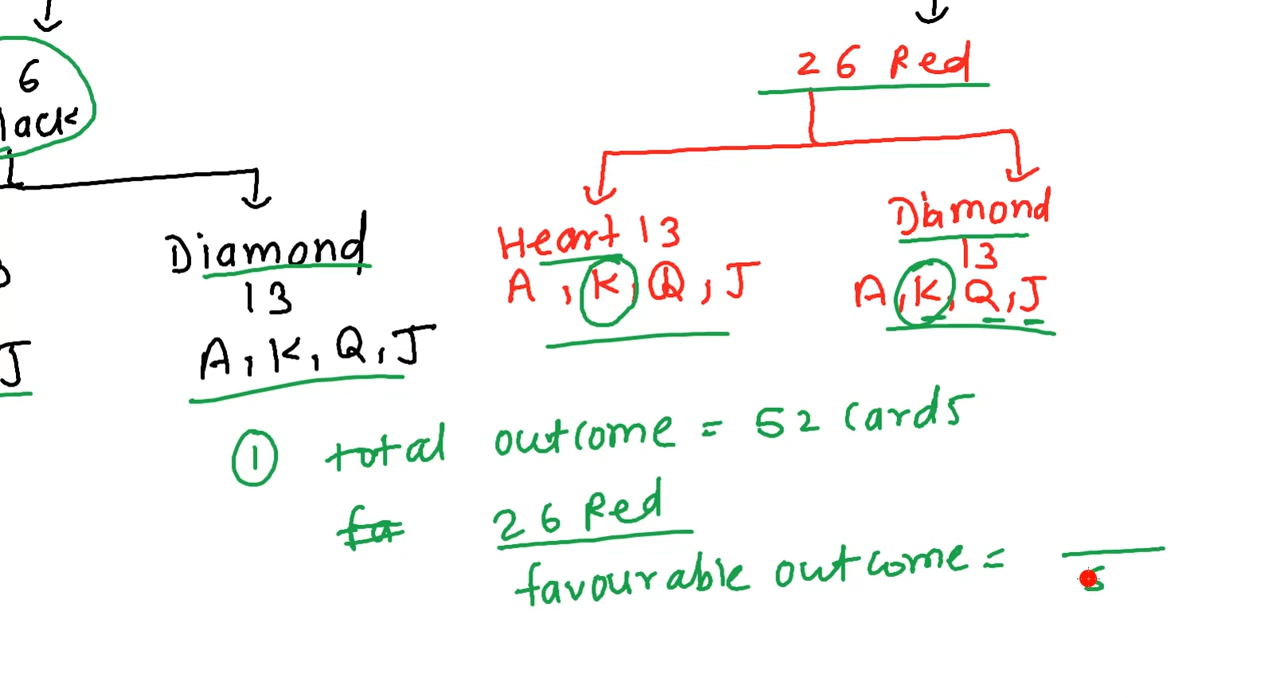 26 Red
6
lack
Diamond
13
A, K, Q, J
J
Heart 13
A, K, Q, J
Diamond
13
A, K, Q, J
① total outcome = 52 cards
fa 26 Red
favourable outcome =